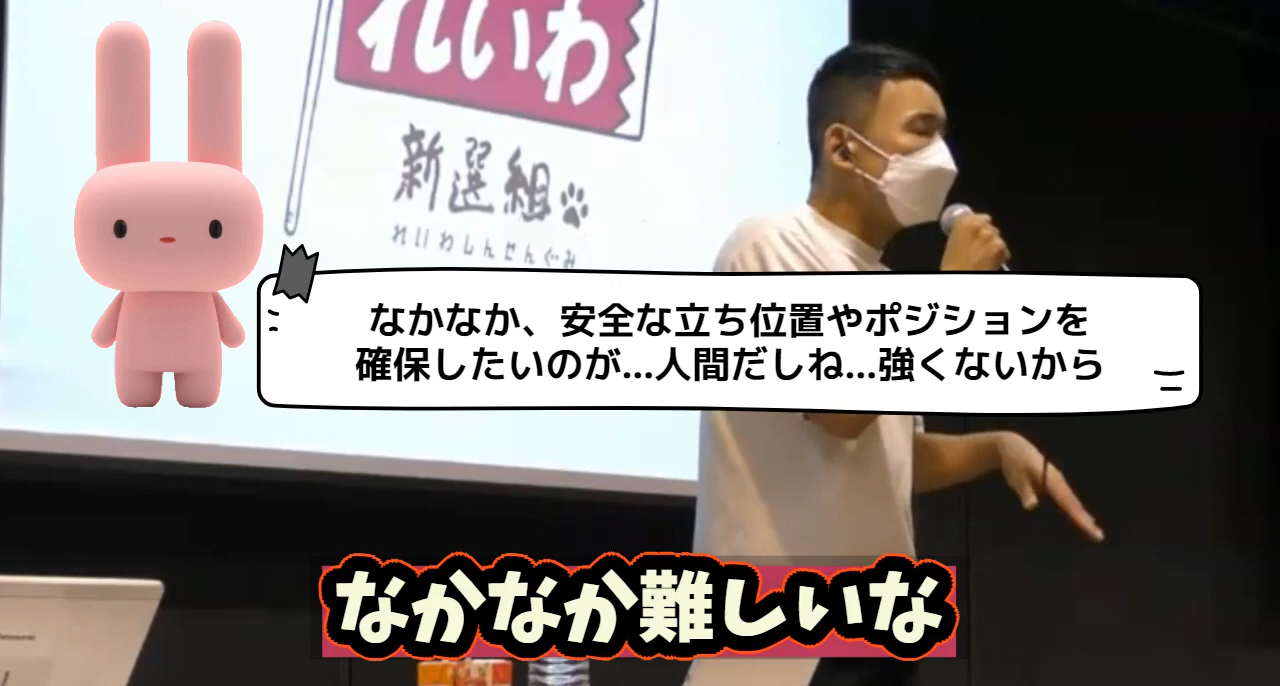 れいわ
新選組
れいわしんせんぐみ
なかなか、安全な立ち位置やポジションを
確保したいのが...人間だしね...強くないから
なかなか難しいな